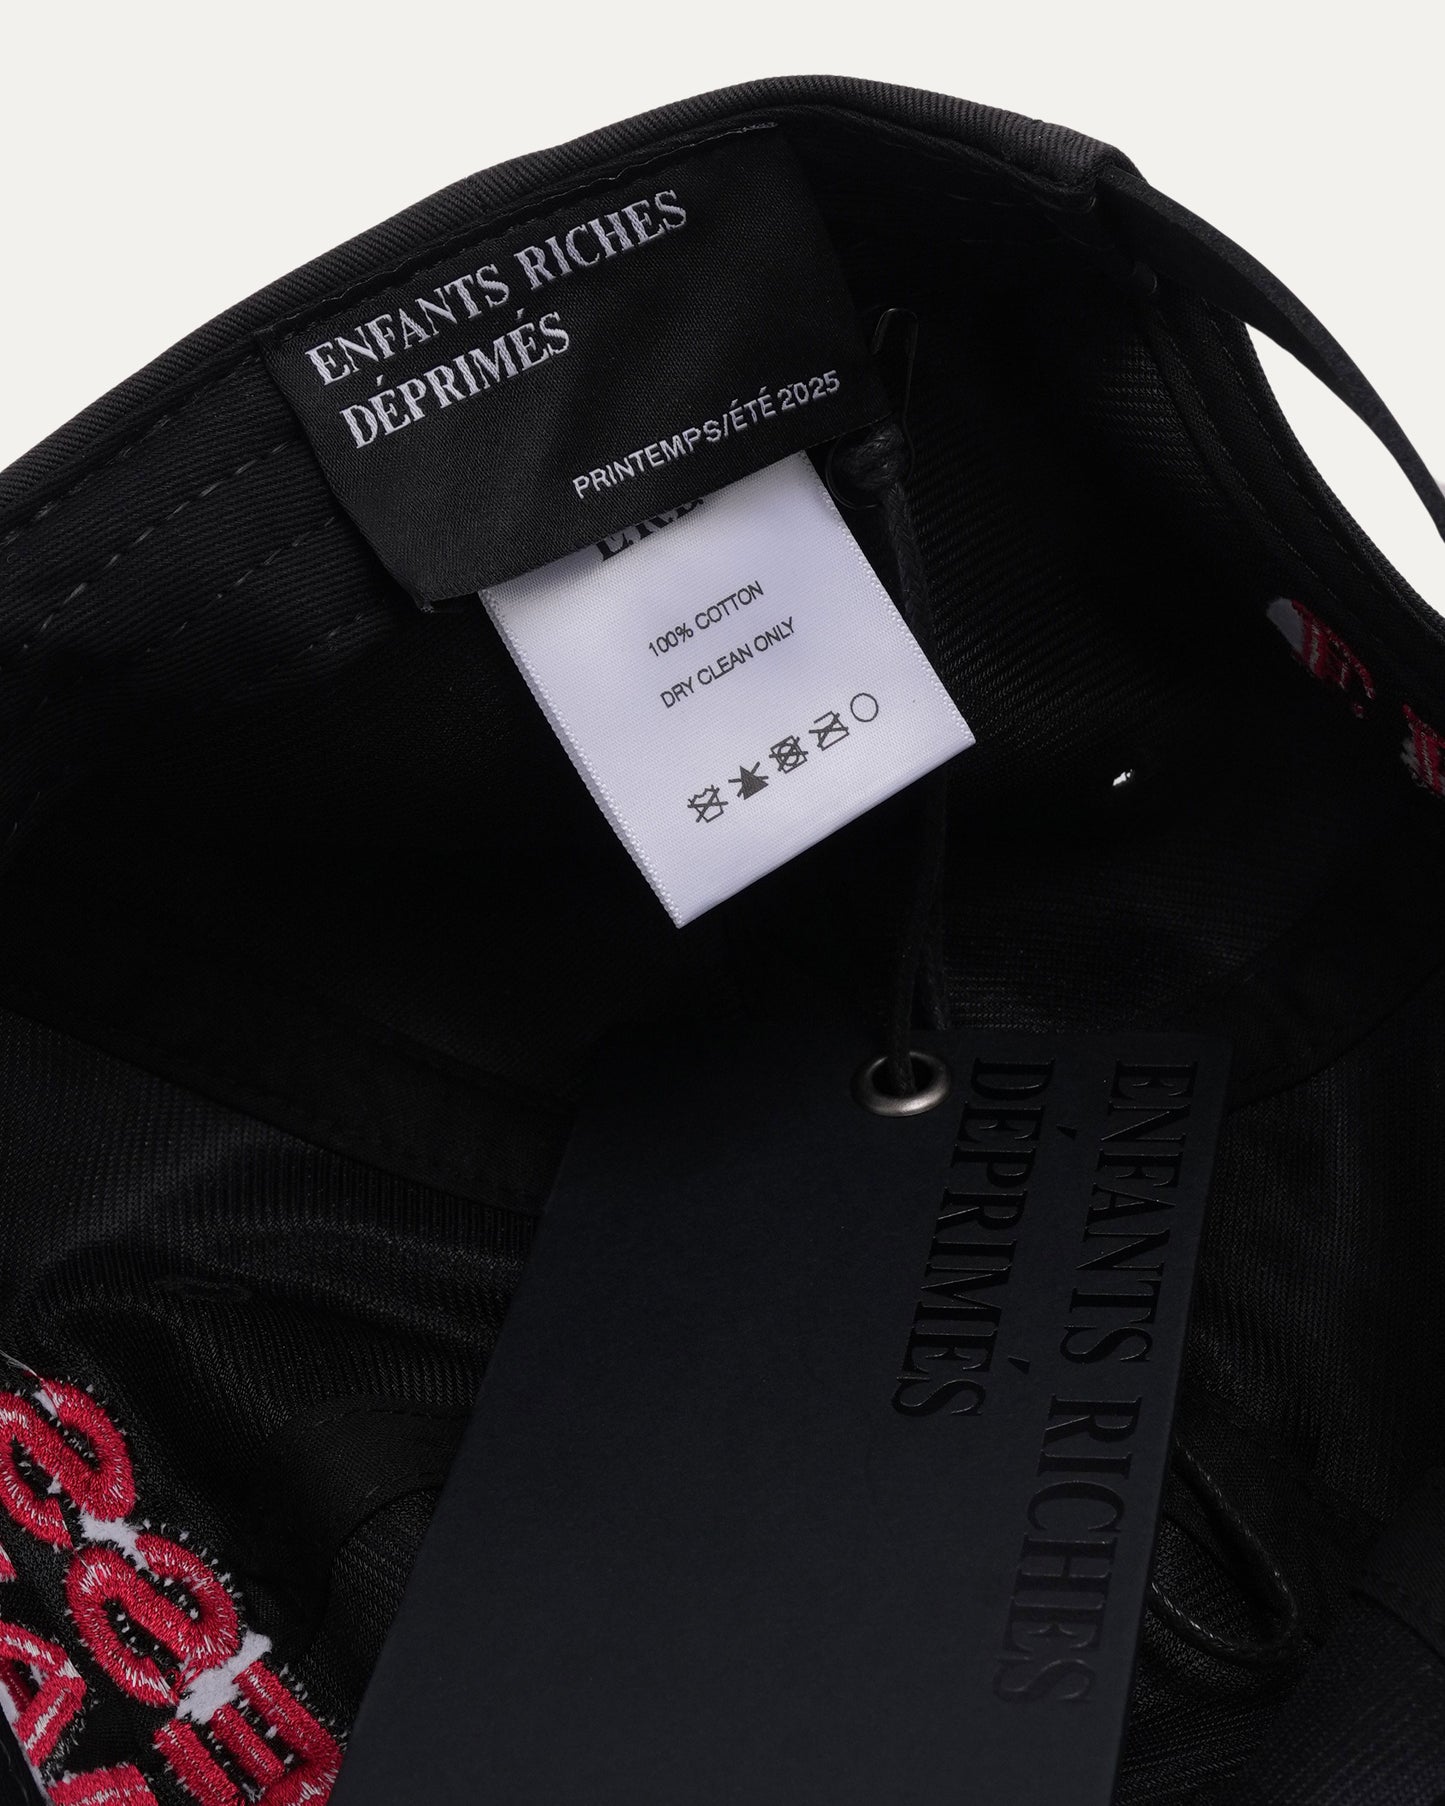 ENFANTS RICHES
DÉPRIMÉS
PRINTEMPS/ÉTÉ 2025
100% COTTON
DRY CLEAN ONLY
ENFANTS RICHES
DÉPRIMÉS